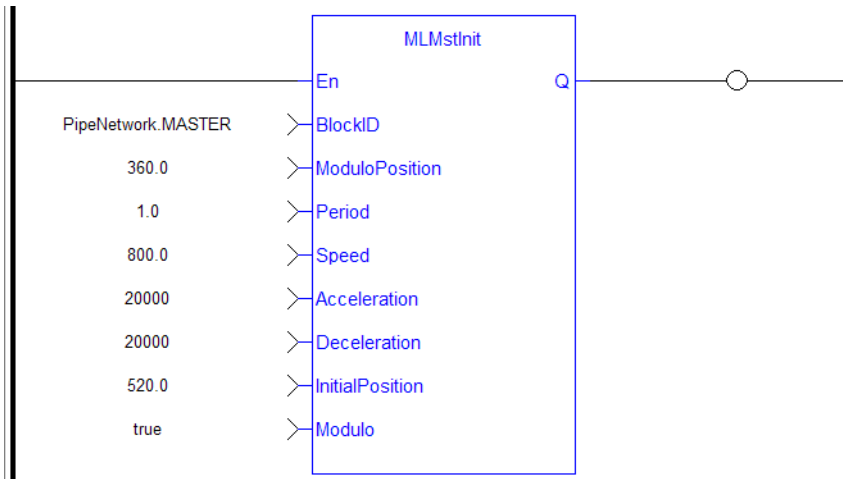 MLMstInit
En Q
PipeNetwork.MASTER BlockID
360.0 ModuloPosition
1.0 Period
800.0 Speed
20000 Acceleration
20000 Deceleration
520.0 InitialPosition
true Modulo